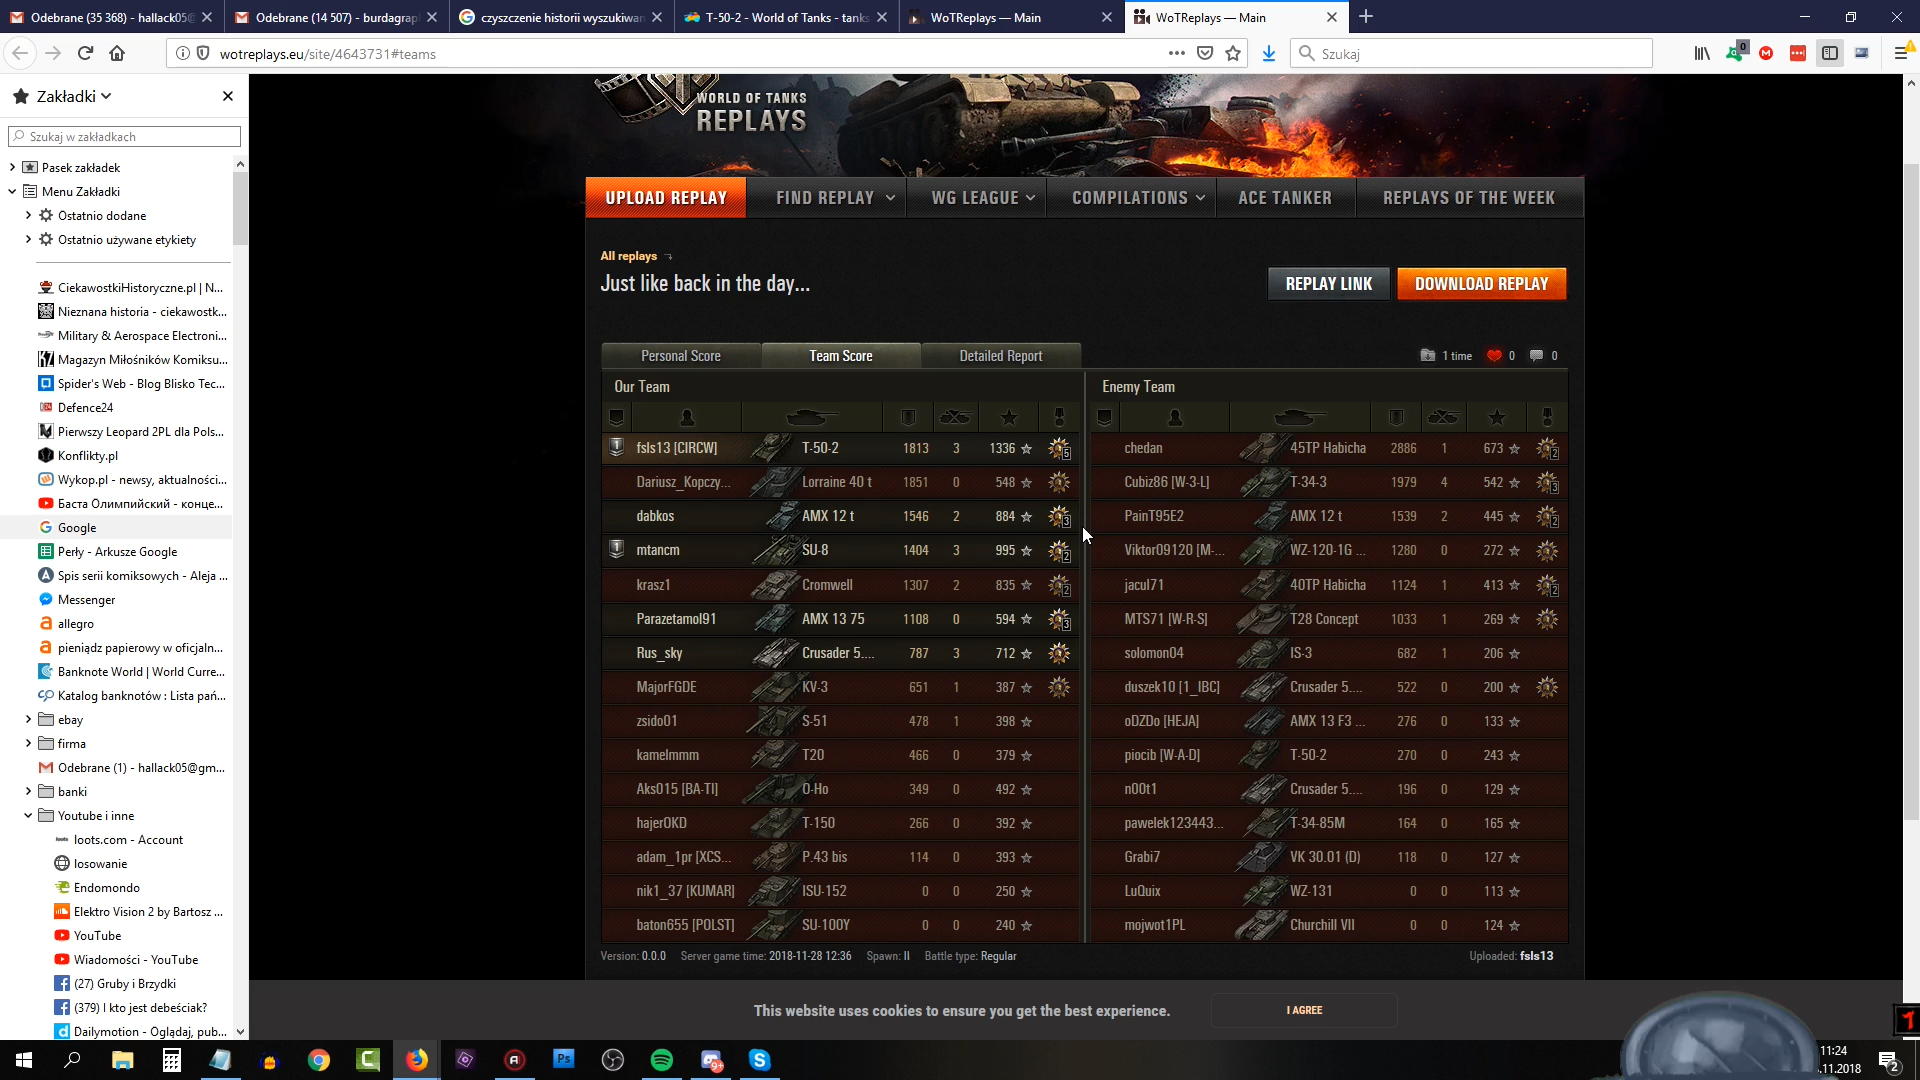 Odebrane (35 368) - hallack05@
Odebrane (14 507) - burdagrap
czyszczenie historii wyszukiwan
T-50-2 - World of Tanks - tanks
WoTReplays — Main
WoTReplays — Main
wotreplays.eu/site/4643731#teams
Szukaj
0
Zakładki
Szukaj w zakładkach
Pasek zakładek
Menu Zakładki
Ostatnio dodane
Ostatnio używane etykiety
CiekawostkiHistoryczne.pl | N...
Nieznana historia - ciekawostk...
Military & Aerospace Electroni...
Magazyn Miłośników Komiksu...
Spider's Web - Blog Blisko Tec...
Defence24
Pierwszy Leopard 2PL dla Pols...
Konflikty.pl
Wykop.pl - newsy, aktualności...
Баста Олимпийский - конце...
Google
Perły - Arkusze Google
Spis serii komiksowych - Aleja ...
Messenger
allegro
pieniądz papierowy w oficjaln...
Banknote World | World Curre...
Katalog banknotów : Lista pań...
ebay
firma
Odebrane (1) - hallack05@gm...
banki
Youtube i inne
loots.com - Account
losowanie
Endomondo
Elektro Vision 2 by Bartosz ...
YouTube
Wiadomości - YouTube
(27) Gruby i Brzydki
(379) I kto jest debeściak?
Dailymotion - Oglądaj, pub...
WORLD OF TANKS
REPLAYS
UPLOAD REPLAY
FIND REPLAY
WG LEAGUE
COMPILATIONS
ACE TANKER
REPLAYS OF THE WEEK
All replays
Just like back in the day...
REPLAY LINK
DOWNLOAD REPLAY
Personal Score
Team Score
Detailed Report
1 time 0 0
Our Team
fsls13 [CIRCW] T-50-2 1813 3 1336 5
Dariusz_Kopczy... Lorraine 40 t 1851 0 548
dabkos AMX 12 t 1546 2 884 3
mtancm SU-8 1404 3 995 2
krasz1 Cromwell 1307 2 835 2
Parazetamol91 AMX 13 75 1108 0 594 3
Rus_sky Crusader 5.... 787 3 712
MajorFGDE KV-3 651 1 387
zsido01 S-51 478 1 398
kamelmmm T20 466 0 379
Aks015 [BA-TI] O-Ho 349 0 492
hajerOKD T-150 266 0 392
adam_1pr [XCS... P.43 bis 114 0 393
nik1_37 [KUMAR] ISU-152 0 0 250
baton655 [POLST] SU-100Y 0 0 240
Enemy Team
chedan 45TP Habicha 2886 1 673 2
Cubiz86 [W-3-L] T-34-3 1979 4 542 3
PainT95E2 AMX 12 t 1539 2 445 2
Viktor09120 [M-... WZ-120-1G ... 1280 0 272
jacul71 40TP Habicha 1124 1 413 2
MTS71 [W-R-S] T28 Concept 1033 1 269
solomon04 IS-3 682 1 206
duszek10 [1_IBC] Crusader 5.... 522 0 200
oDZDo [HEJA] AMX 13 F3 ... 276 0 133
piocib [W-A-D] T-50-2 270 0 243
n00t1 Crusader 5.... 196 0 129
pawelek123443... T-34-85M 164 0 165
Grabi7 VK 30.01 (D) 118 0 127
LuQuix WZ-131 0 0 113
mojwot1PL Churchill VII 0 0 124
Version: 0.0.0 Server game time: 2018-11-28 12:36 Spawn: II Battle type: Regular
Uploaded: fsls13
This website uses cookies to ensure you get the best experience.
I AGREE
11:24
.11.2018
2